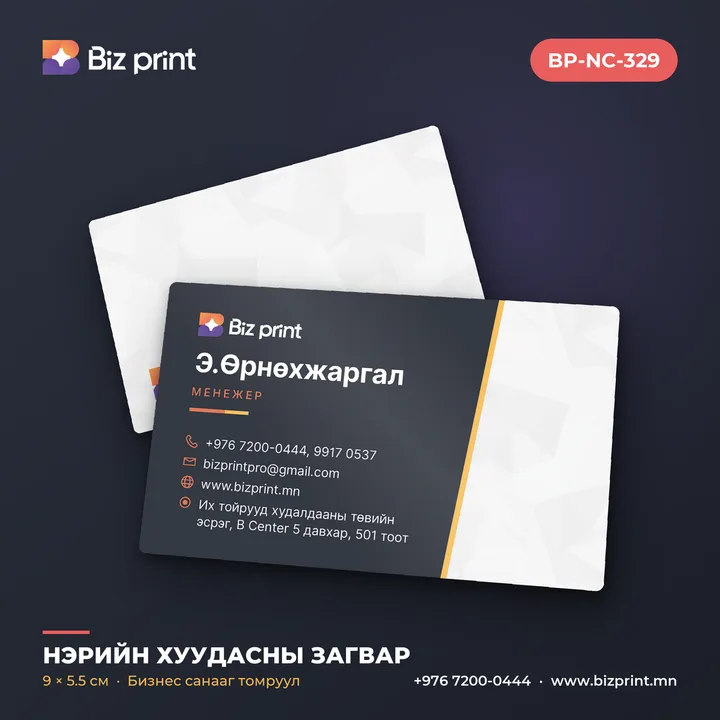 Biz print
BP-NC-329
Biz print
Э.Өрнөхжаргал
МЕНЕЖЕР
+976 7200-0444, 9917 0537
bizprintpro@gmail.com
www.bizprint.mn
Их тойрууд худалдааны төвийн
эсрэг, B Center 5 давхар, 501 тоот
НЭРИЙН ХУУДАСНЫ ЗАГВАР
9 × 5.5 см · Бизнес санааг томруул
+976 7200-0444 · www.bizprint.mn